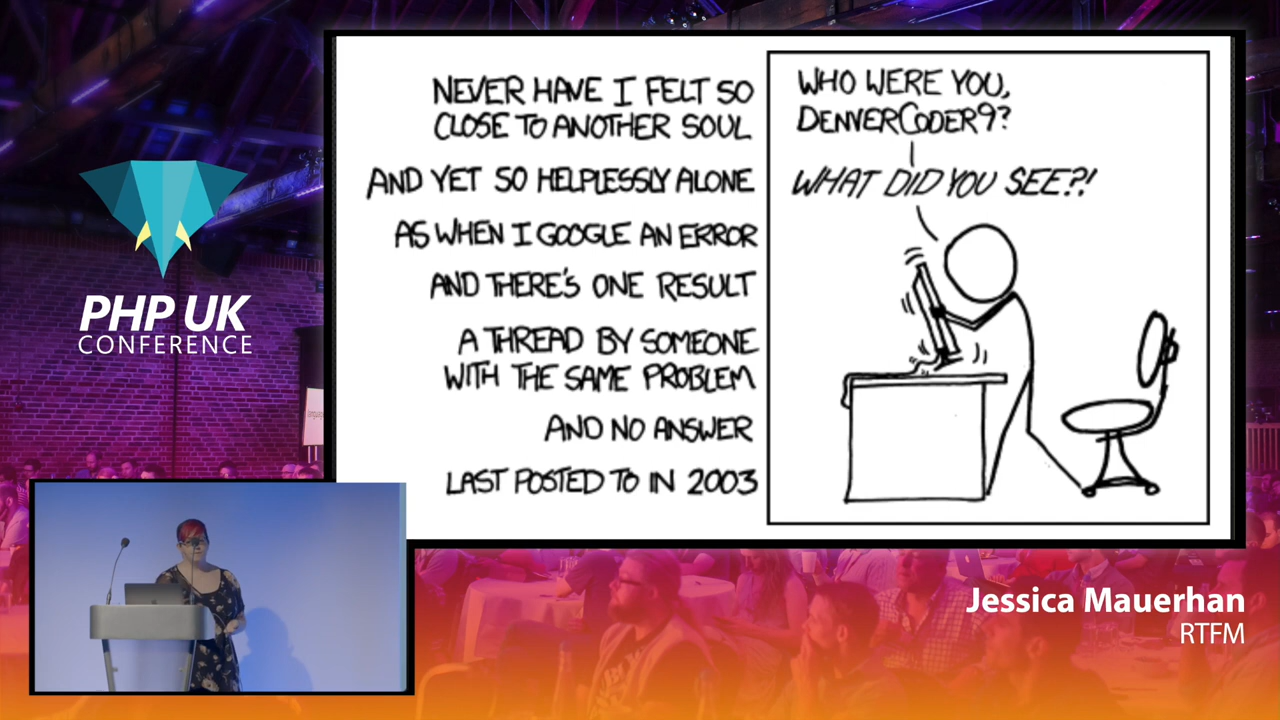 NEVER HAVE I FELT SO
CLOSE TO ANOTHER SOUL
AND YET SO HELPLESSLY ALONE
AS WHEN I GOOGLE AN ERROR
AND THERE'S ONE RESULT
A THREAD BY SOMEONE
WITH THE SAME PROBLEM
AND NO ANSWER
LAST POSTED TO IN 2003
WHO WERE YOU,
DENVERCODER9?
WHAT DID YOU SEE?!
PHP UK
CONFERENCE
Jessica Mauerhan
RTFM